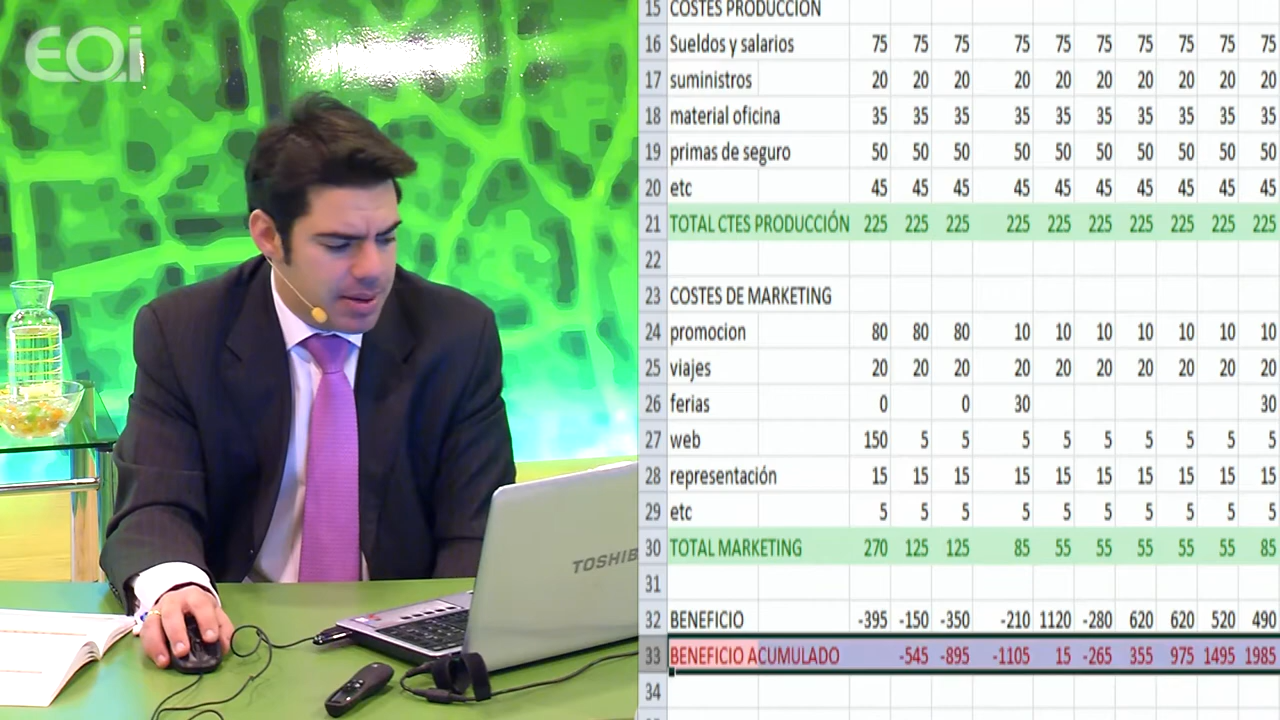 EOi
TOSHIB
15 COSTES PRODUCCIÓN
16 Sueldos y salarios 75 75 75 75 75 75 75 75 75 75
17 suministros 20 20 20 20 20 20 20 20 20 20
18 material oficina 35 35 35 35 35 35 35 35 35 35
19 primas de seguro 50 50 50 50 50 50 50 50 50 50
20 etc 45 45 45 45 45 45 45 45 45 45
21 TOTAL CTES PRODUCCIÓN 225 225 225 225 225 225 225 225 225 225
22
23 COSTES DE MARKETING
24 promocion 80 80 80 10 10 10 10 10 10 10
25 viajes 20 20 20 20 20 20 20 20 20 20
26 ferias 0 0 30 30
27 web 150 5 5 5 5 5 5 5 5 5
28 representación 15 15 15 15 15 15 15 15 15 15
29 etc 5 5 5 5 5 5 5 5 5 5
30 TOTAL MARKETING 270 125 125 85 55 55 55 55 55 85
31
32 BENEFICIO -395 -150 -350 -210 1120 -280 620 620 520 490
33 BENEFICIO ACUMULADO -545 -895 -1105 15 -265 355 975 1495 1985
34